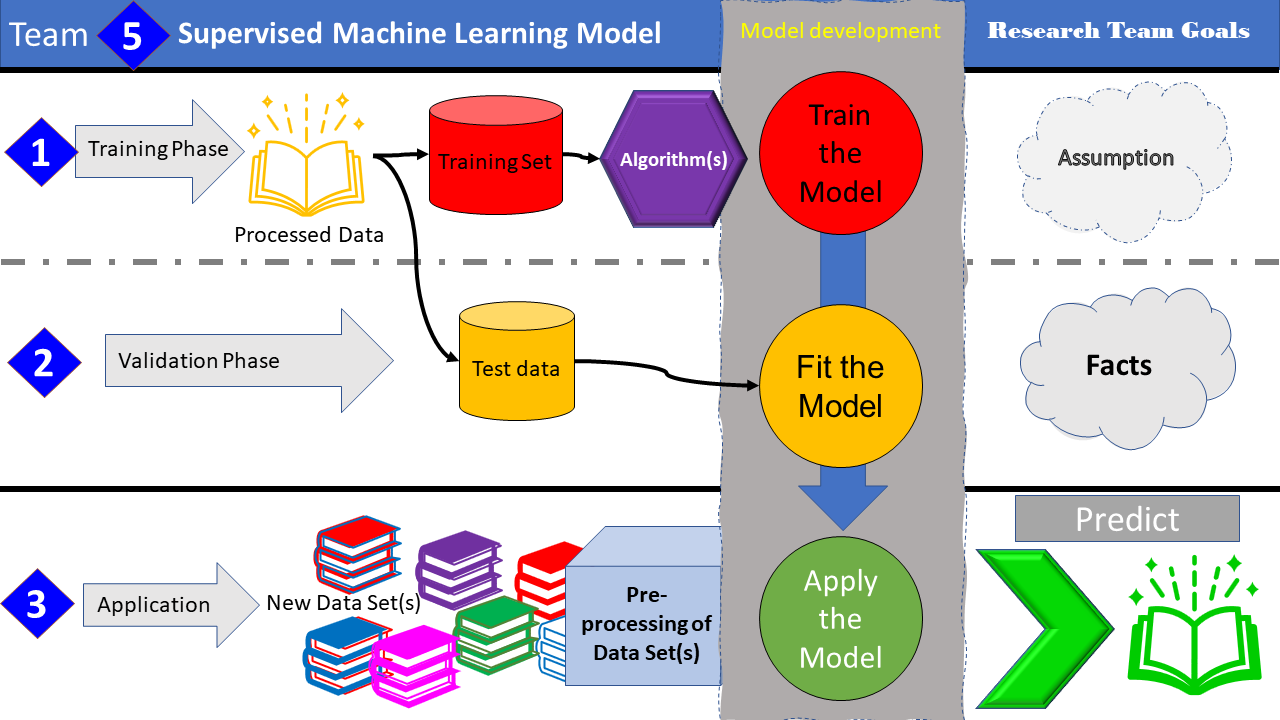 Team 5 Supervised Machine Learning Model
Model development
Research Team Goals
1
Training Phase
Processed Data
Training Set
Algorithm(s)
Train
the
Model
Assumption
2
Validation Phase
Test data
Fit the
Model
Facts
3
Application
New Data Set(s)
Pre-
processing of
Data Set(s)
Apply
the
Model
Predict